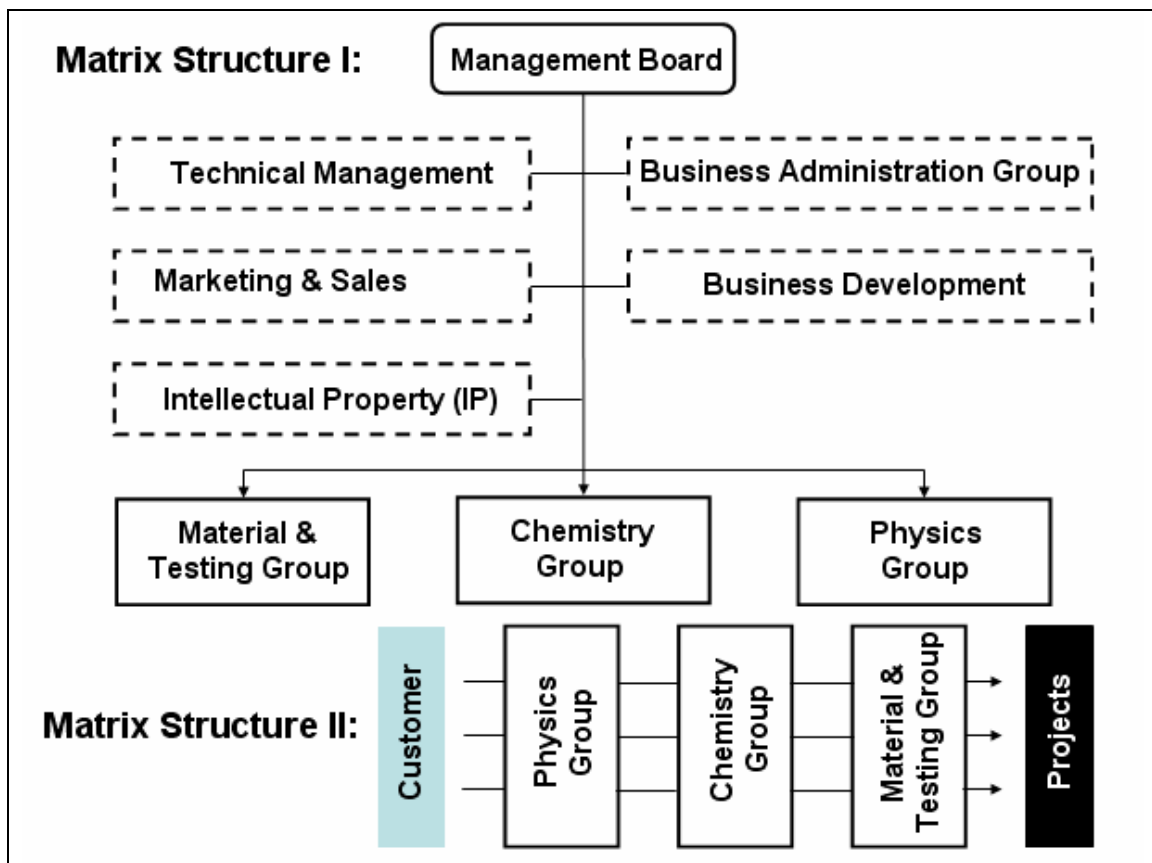 Matrix Structure I:
Management Board
Technical Management
Business Administration Group
Marketing & Sales
Business Development
Intellectual Property (IP)
Material &
Testing Group
Chemistry
Group
Physics
Group
Matrix Structure II:
Customer
Physics
Group
Chemistry
Group
Material &
Testing Group
Projects